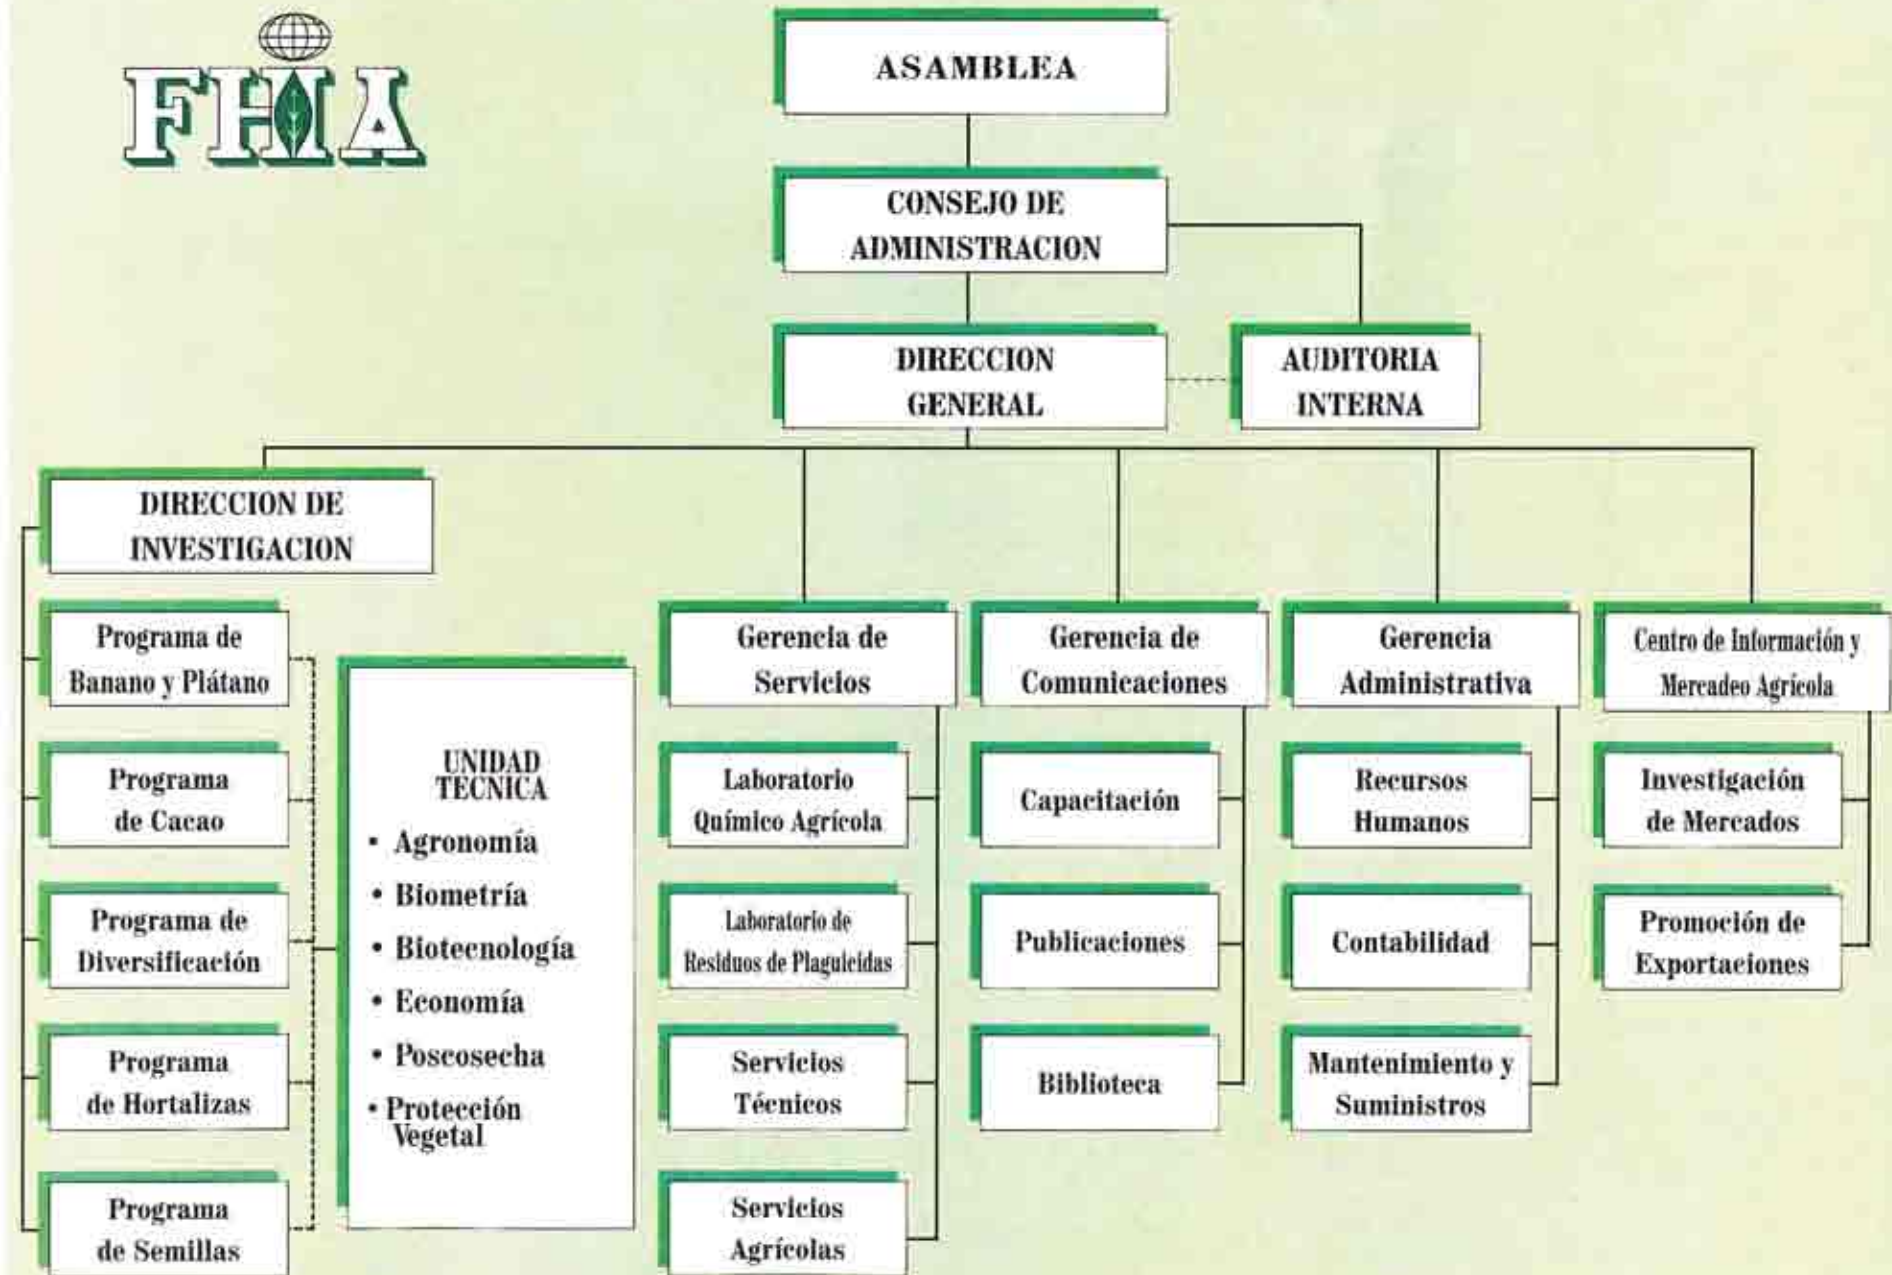 FHIA
ASAMBLEA
CONSEJO DE
ADMINISTRACION
DIRECCION
GENERAL
AUDITORIA
INTERNA
DIRECCION DE
INVESTIGACION
Programa de
Banano y Plátano
Programa
de Cacao
Programa de
Diversificación
Programa
de Hortalizas
Programa
de Semillas
UNIDAD
TECNICA
• Agronomía
• Biometría
• Biotecnología
• Economía
• Poscosecha
• Protección
Vegetal
Gerencia de
Servicios
Laboratorio
Químico Agrícola
Laboratorio de
Residuos de Plaguicidas
Servicios
Técnicos
Servicios
Agrícolas
Gerencia de
Comunicaciones
Capacitación
Publicaciones
Biblioteca
Gerencia
Administrativa
Recursos
Humanos
Contabilidad
Mantenimiento y
Suministros
Centro de Información y
Mercadeo Agrícola
Investigación
de Mercados
Promoción de
Exportaciones